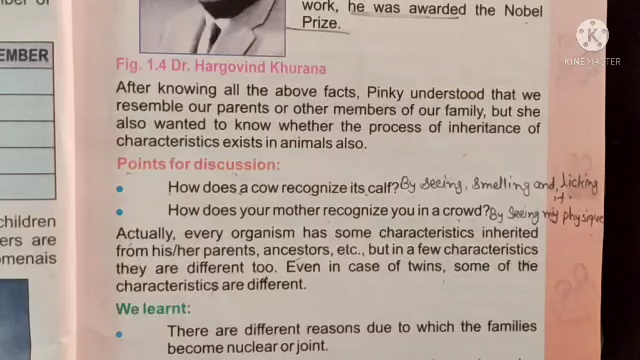 work, he was awarded the Nobel
Prize.
EMBER
KINEMASTER
Fig. 1.4 Dr. Hargovind Khurana
After knowing all the above facts, Pinky understood that we
resemble our parents or other members of our family, but she
also wanted to know whether the process of inheritance of
characteristics exists in animals also.
Points for discussion:
• How does a cow recognize its calf? By seeing, smelling and licking it.
• How does your mother recognize you in a crowd? By seeing my physique
Actually, every organism has some characteristics inherited
from his/her parents, ancestors, etc., but in a few characteristics
they are different too. Even in case of twins, some of the
characteristics are different.
children
ers are
omenais
We learnt:
• There are different reasons due to which the families
become nuclear or joint.